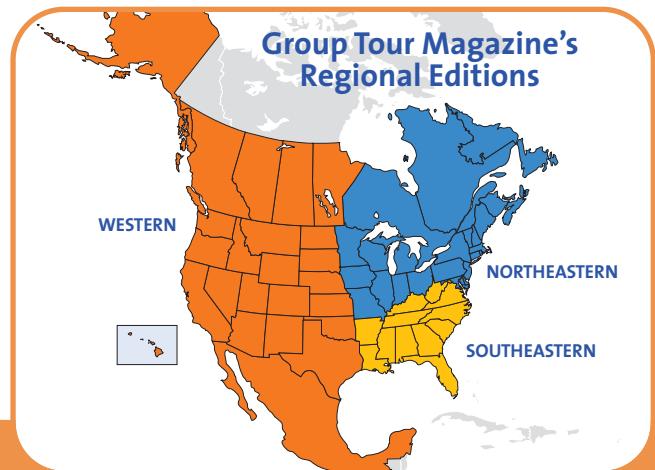 Group Tour Magazine's
Regional Editions
WESTERN
NORTHEASTERN
SOUTHEASTERN